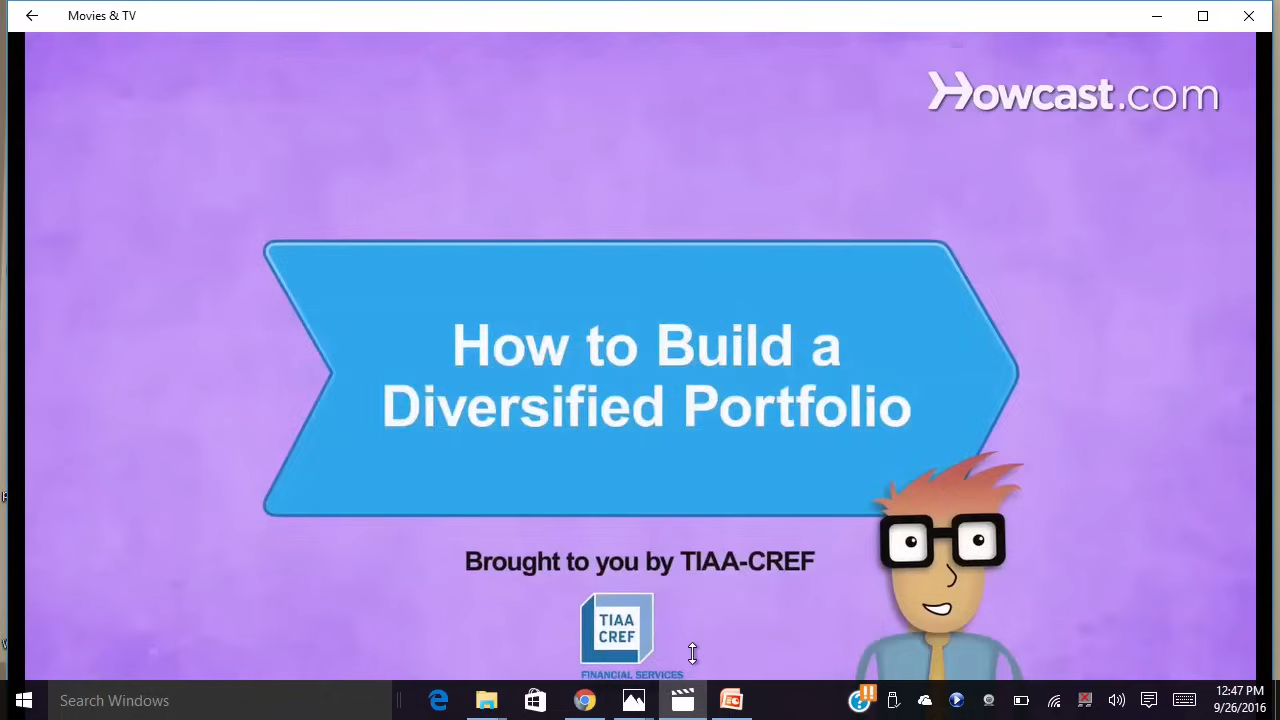 Movies & TV
Howcast.com
How to Build a
Diversified Portfolio
Brought to you by TIAA-CREF
TIAA
CREF
FINANCIAL SERVICES
Search Windows
12:47 PM
9/26/2016